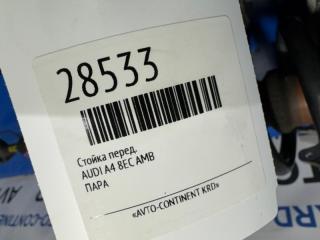 28533
Стойка перед.
AUDI A4 8EC AMB
ПАРА
«AVTO-CONTINENT KRD»